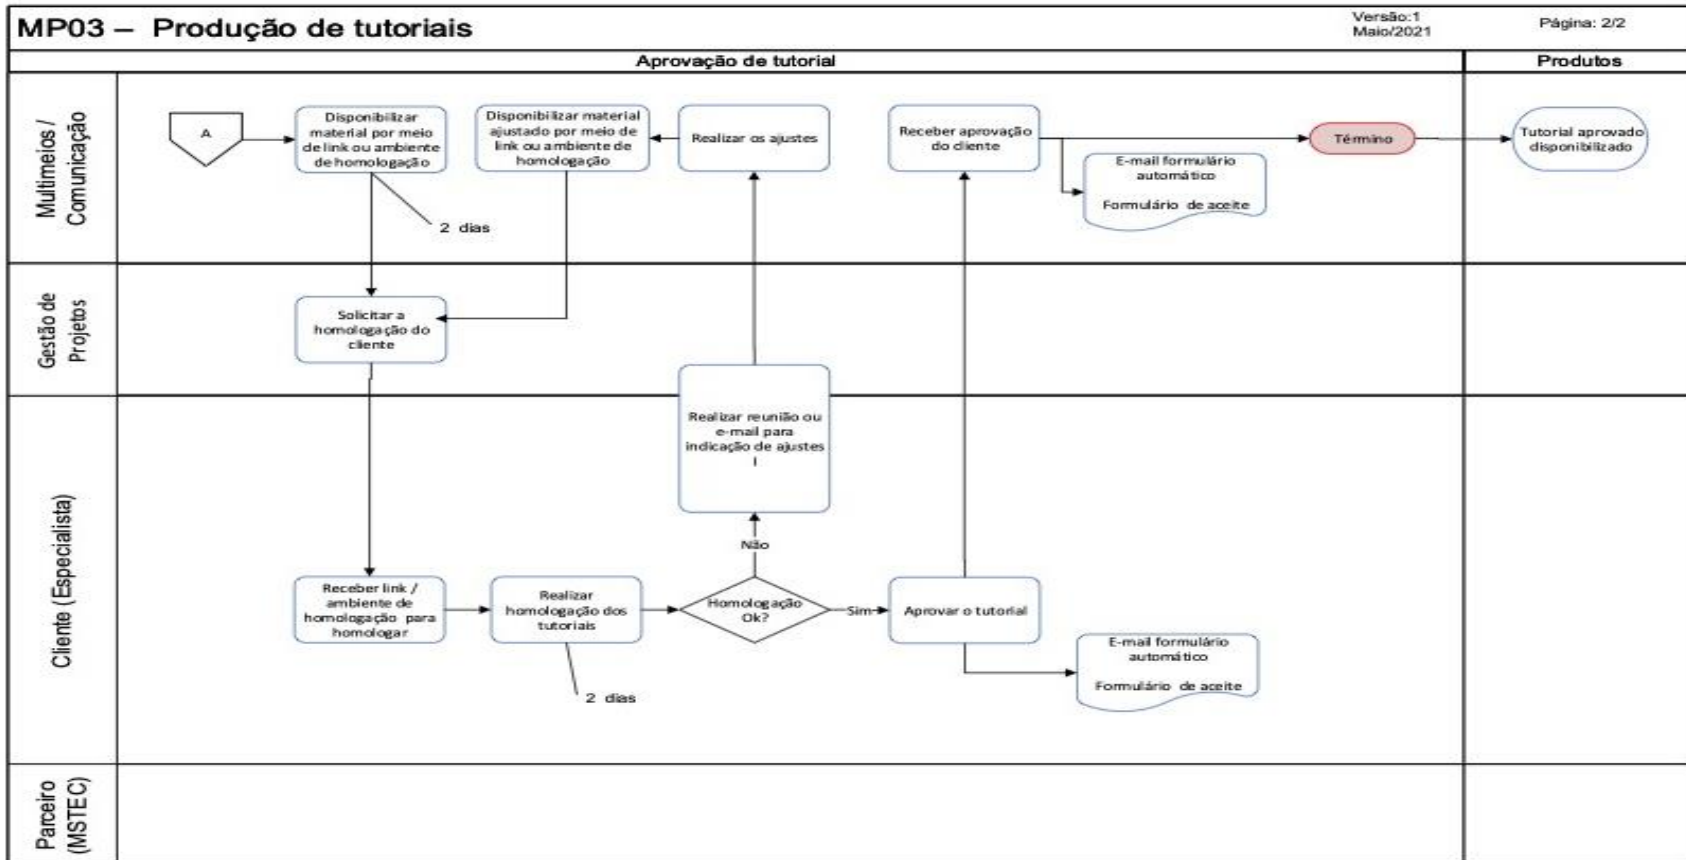 MP03 – Produção de tutoriais
Versão:1
Maio/2021
Página: 2/2
Aprovação de tutorial
Produtos
Multimeios /
Comunicação
A
Disponibilizar
material por meio
de link ou ambiente
de homologação
2 dias
Disponibilizar material
ajustado por meio de
link ou ambiente de
homologação
Realizar os ajustes
Receber aprovação
do cliente
E-mail formulário
automático
Formulário de aceite
Término
Tutorial aprovado
disponibilizado
Gestão de
Projetos
Solicitar a
homologação do
cliente
Cliente (Especialista)
Realizar reunião ou
e-mail para
indicação de ajustes
l
Não
Receber link /
ambiente de
homologação para
homologar
Realizar
homologação dos
tutoriais
2 dias
Homologação
Ok?
Sim
Aprovar o tutorial
E-mail formulário
automático
Formulário de aceite
Parceiro
(MSTEC)